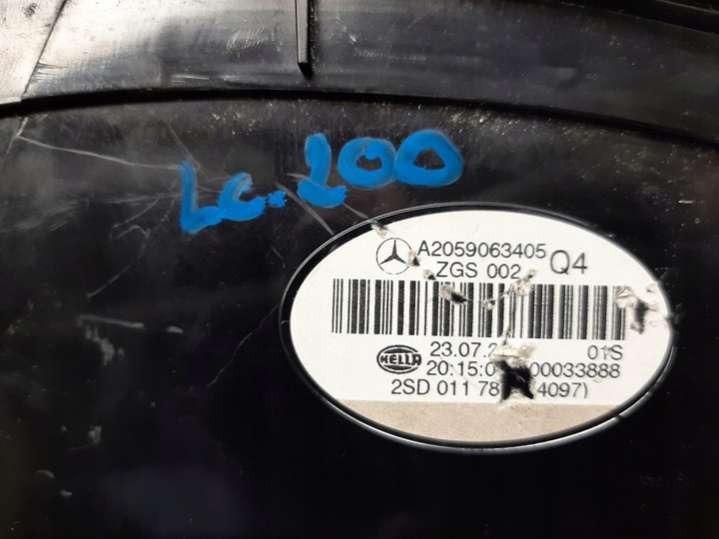 Lc.200
A2059063405
ZGS 002 Q4
23.07.2 01S
HELLA
20:15:0 00033888
2SD 011 78 4097)